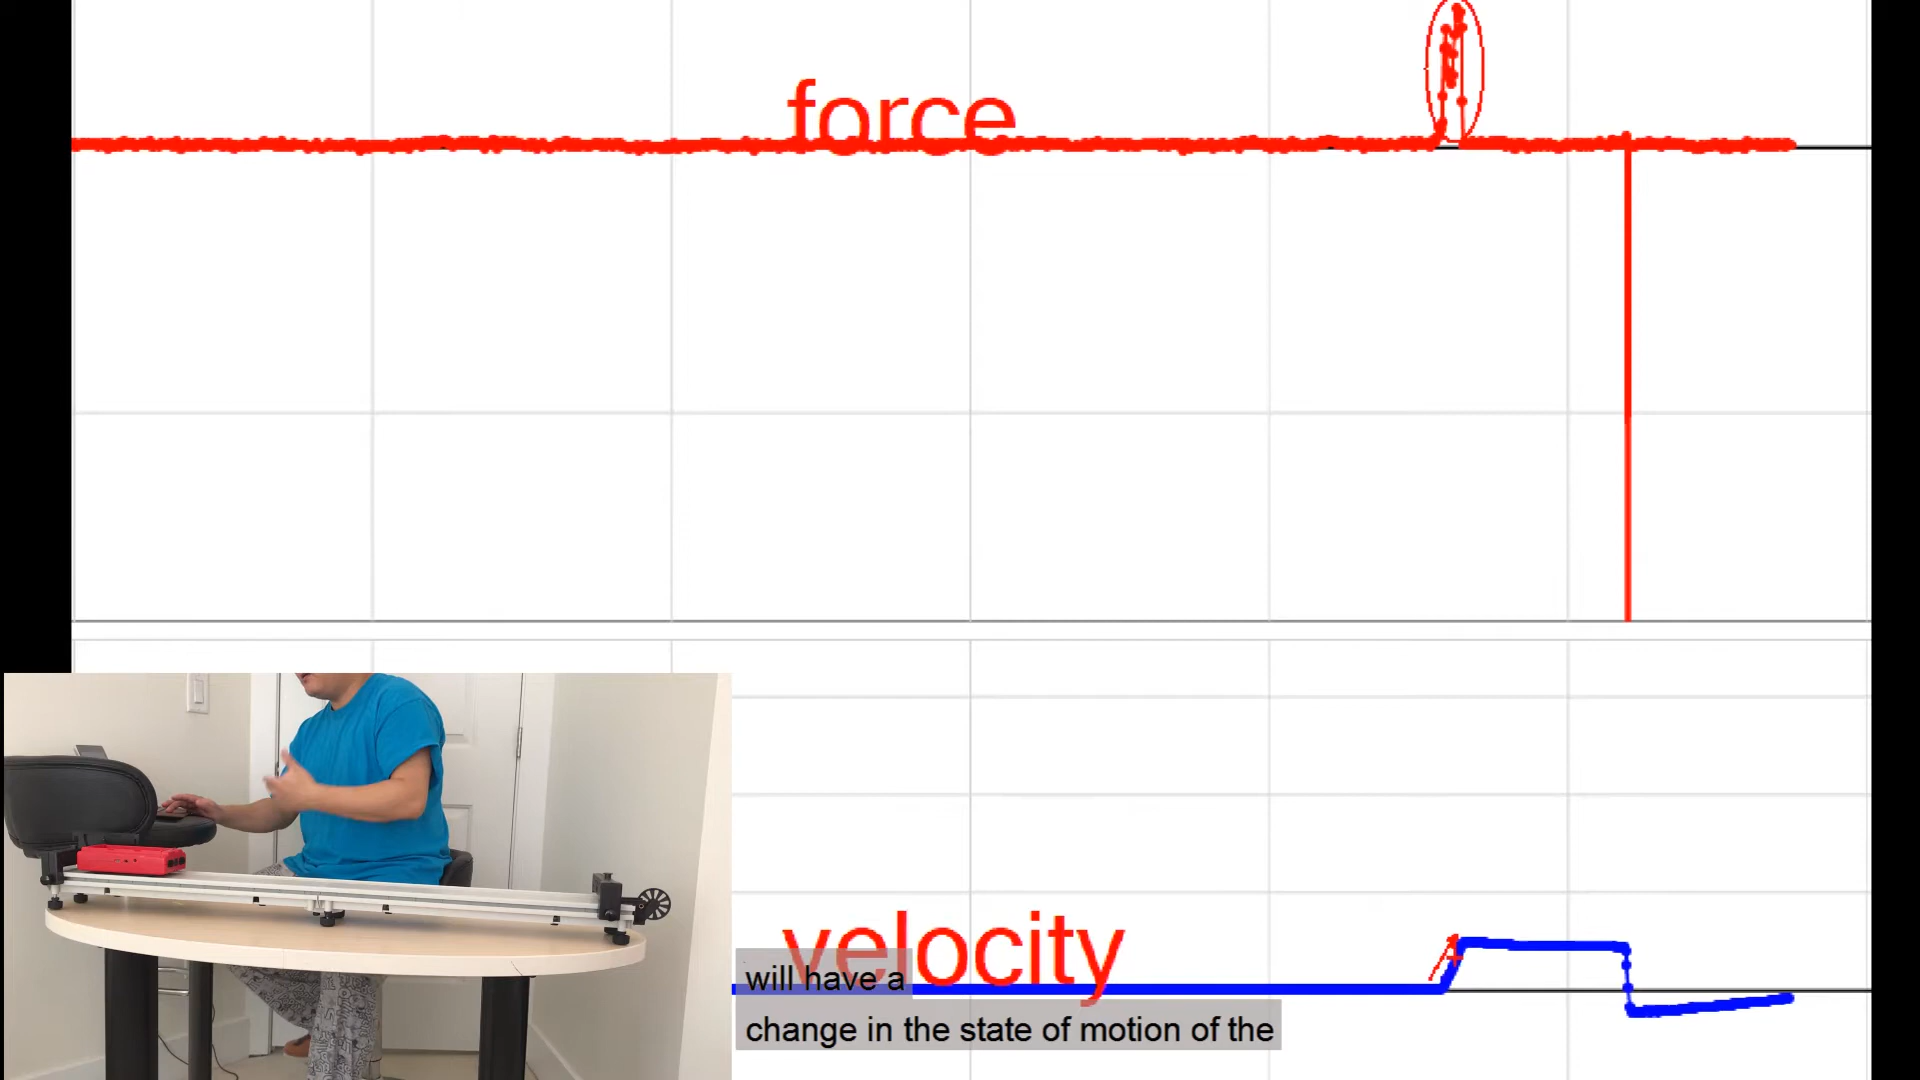 force
velocity
will have a
change in the state of motion of the